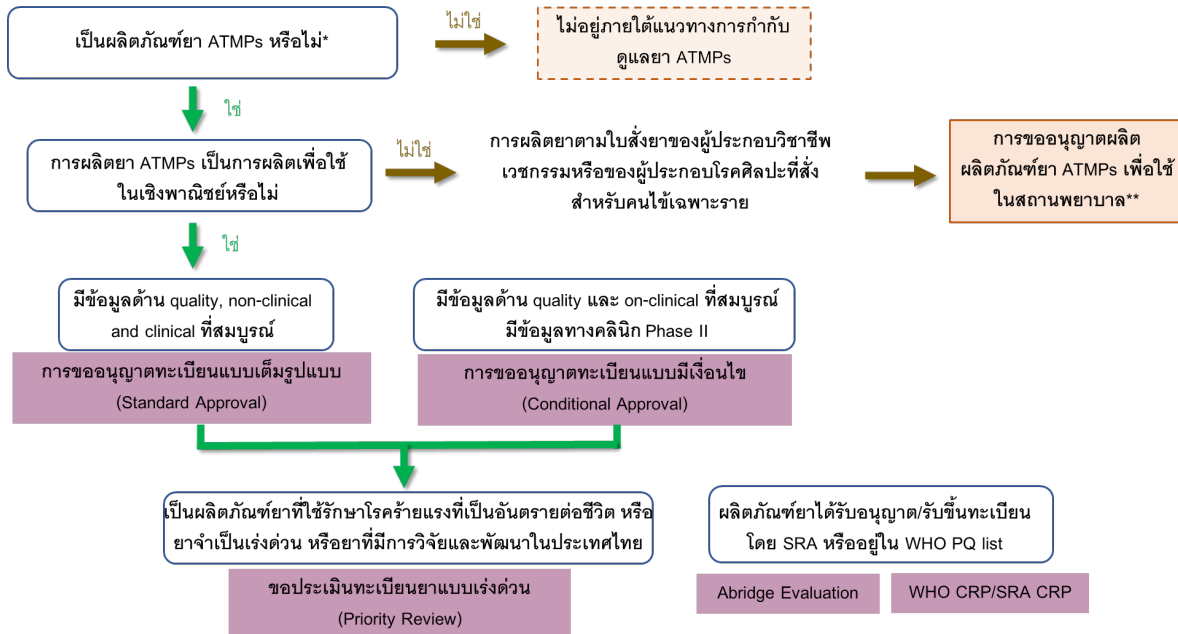 เป็นผลิตภัณฑ์ยา ATMPs หรือไม่*
ไม่ใช่
ไม่อยู่ภายใต้แนวทางการกำกับ
ดูแลยา ATMPs
ใช่
การผลิตยา ATMPs เป็นการผลิตเพื่อใช้
ในเชิงพาณิชย์หรือไม่
ไม่ใช่
การผลิตยาตามใบสั่งยาของผู้ประกอบวิชาชีพ
เวชกรรมหรือของผู้ประกอบโรคศิลปะที่สั่ง
สำหรับคนไข้เฉพาะราย
การขออนุญาตผลิต
ผลิตภัณฑ์ยา ATMPs เพื่อใช้
ในสถานพยาบาล**
ใช่
มีข้อมูลด้าน quality, non-clinical
and clinical ที่สมบูรณ์
การขออนุญาตทะเบียนแบบเต็มรูปแบบ
(Standard Approval)
มีข้อมูลด้าน quality และ on-clinical ที่สมบูรณ์
มีข้อมูลทางคลินิก Phase II
การขออนุญาตทะเบียนแบบมีเงื่อนไข
(Conditional Approval)
เป็นผลิตภัณฑ์ยาที่ใช้รักษาโรคร้ายแรงที่เป็นอันตรายต่อชีวิต หรือ
ยาจำเป็นเร่งด่วน หรือยาที่มีการวิจัยและพัฒนาในประเทศไทย
ขอประเมินทะเบียนยาแบบเร่งด่วน
(Priority Review)
ผลิตภัณฑ์ยาได้รับอนุญาต/รับขึ้นทะเบียน
โดย SRA หรืออยู่ใน WHO PQ list
Abridge Evaluation
WHO CRP/SRA CRP